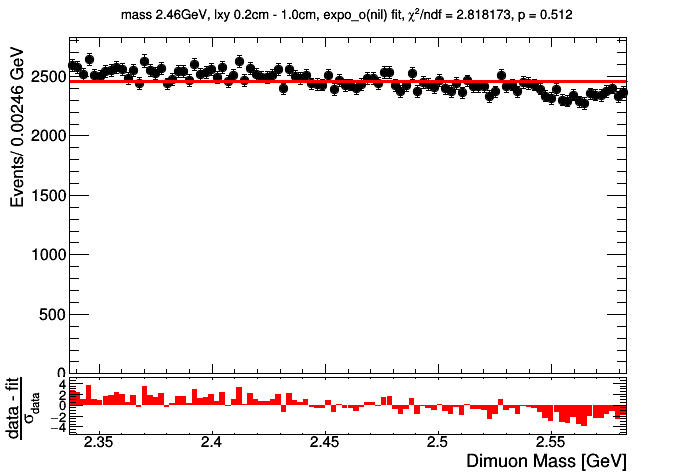 mass 2.46GeV, lxy 0.2cm - 1.0cm, expo_o(nil) fit, χ²/ndf = 2.818173, p = 0.512
Events/ 0.00246 GeV
2500
2000
1500
1000
500
0
data - fit
σdata
4
2
0
−2
−4
2.35 2.4 2.45 2.5 2.55
Dimuon Mass [GeV]